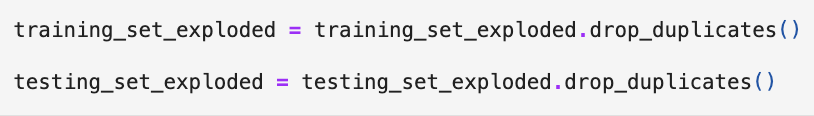 training_set_exploded = training_set_exploded.drop_duplicates()
testing_set_exploded = testing_set_exploded.drop_duplicates()